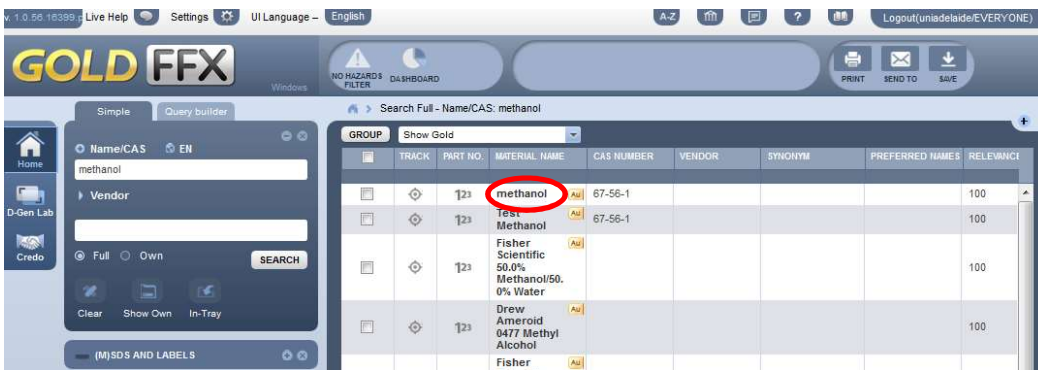 v. 1.0.56.16399.p Live Help Settings UI Language – English A-Z ? Logout(uniadelaide/EVERYONE)
GOLD FFX Windows
NO HAZARDS FILTER DASHBOARD PRINT SEND TO SAVE
Simple Query builder
Search Full - Name/CAS: methanol
Home
D-Gen Lab
Credo
Name/CAS EN
methanol
Vendor
Full Own SEARCH
Clear Show Own In-Tray
(M)SDS AND LABELS
GROUP Show Gold
TRACK PART NO. MATERIAL NAME CAS NUMBER VENDOR SYNONYM PREFERRED NAMES RELEVANCE
123 methanol Au 67-56-1 100
123 Test Methanol Au 67-56-1 100
123 Fisher Scientific 50.0% Methanol/50.0% Water Au 100
123 Drew Ameroid 0477 Methyl Alcohol Au 100
Fisher Au